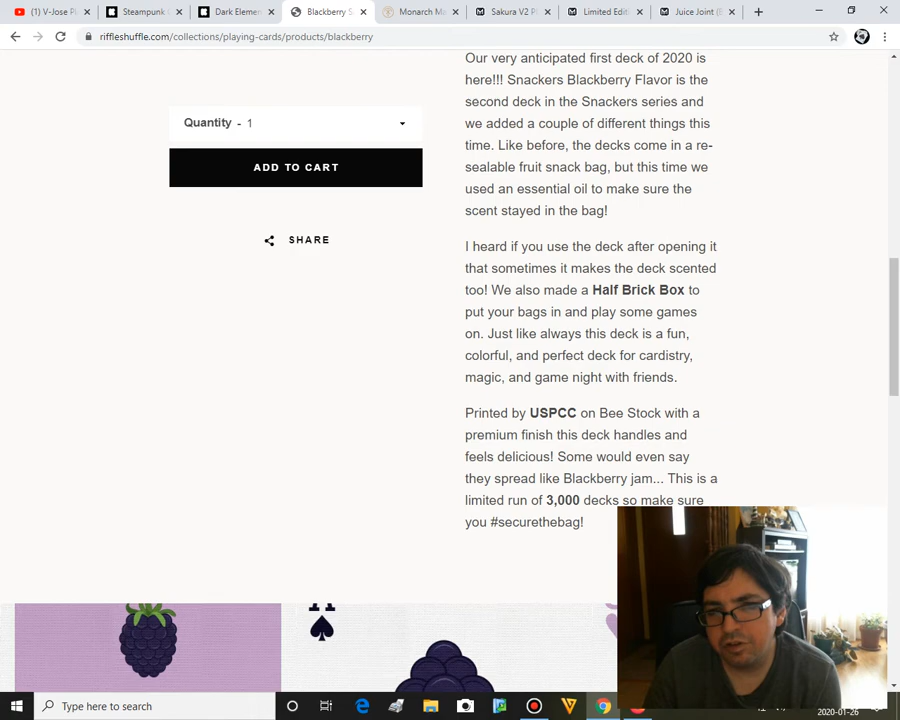 (1) V-Jose Pl
Steampunk
Dark Elemen
Blackberry S
Monarch Ma
Sakura V2 P
Limited Edit
Juice Joint (E
riffleshuffle.com/collections/playing-cards/products/blackberry
Our very anticipated first deck of 2020 is
here!!! Snackers Blackberry Flavor is the
second deck in the Snackers series and
we added a couple of different things this
time. Like before, the decks come in a re-
sealable fruit snack bag, but this time we
used an essential oil to make sure the
scent stayed in the bag!
Quantity - 1
ADD TO CART
SHARE
I heard if you use the deck after opening it
that sometimes it makes the deck scented
too! We also made a Half Brick Box to
put your bags in and play some games
on. Just like always this deck is a fun,
colorful, and perfect deck for cardistry,
magic, and game night with friends.
Printed by USPCC on Bee Stock with a
premium finish this deck handles and
feels delicious! Some would even say
they spread like Blackberry jam... This is a
limited run of 3,000 decks so make sure
you #securethebag!
Type here to search
2020-01-26